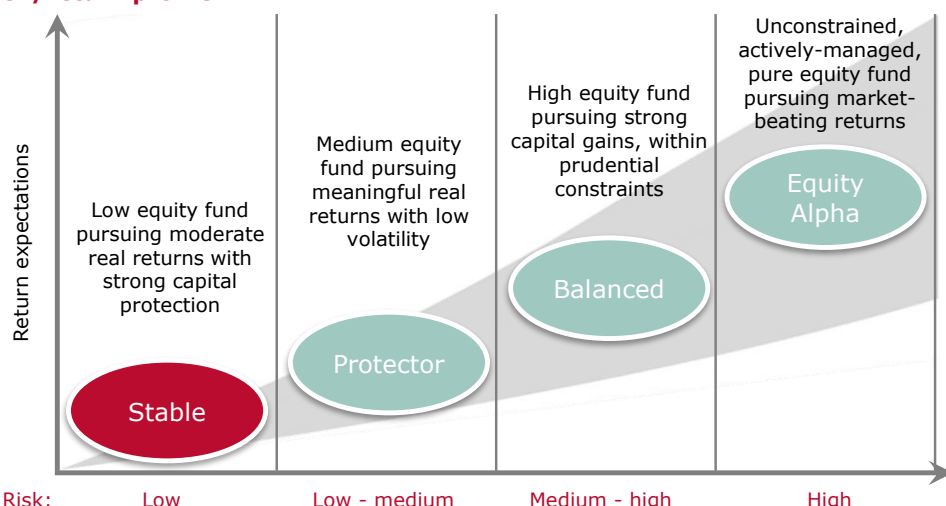 Return expectations
Low equity fund
pursuing moderate
real returns with
strong capital
protection
Stable
Medium equity
fund pursuing
meaningful real
returns with low
volatility
Protector
High equity fund
pursuing strong
capital gains, within
prudential
constraints
Balanced
Unconstrained,
actively-managed,
pure equity fund
pursuing market-
beating returns
Equity
Alpha
Risk:
Low
Low - medium
Medium - high
High